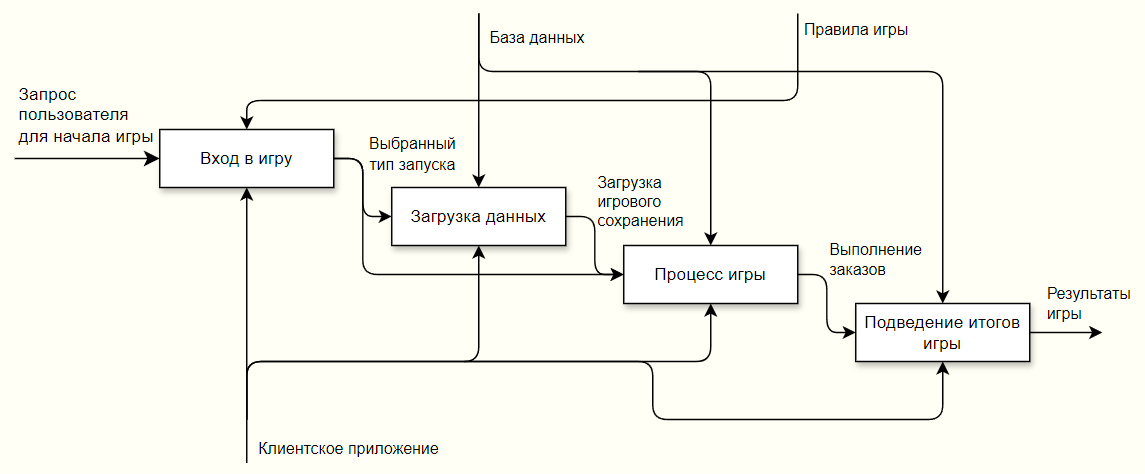 База данных
Правила игры
Запрос
пользователя
для начала игры
Вход в игру
Выбранный
тип запуска
Загрузка данных
Загрузка
игрового
сохранения
Процесс игры
Выполнение
заказов
Подведение итогов
игры
Результаты
игры
Клиентское приложение